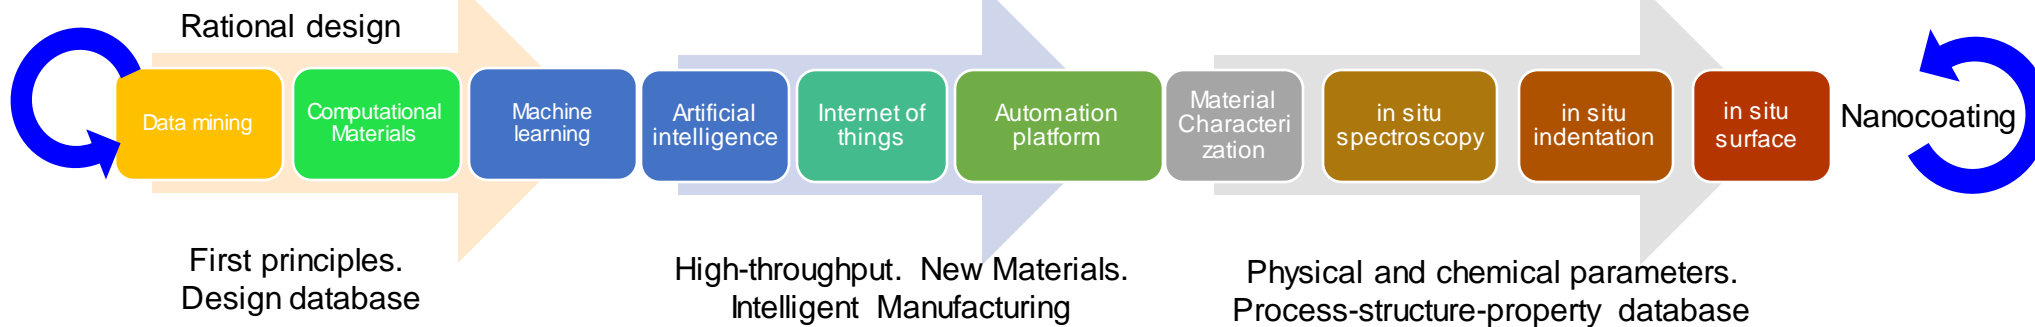 Rational design
Data mining
Computational
Materials
Machine
learning
Artificial
intelligence
Internet of
things
Automation
platform
Material
Characteri
zation
in situ
spectroscopy
in situ
indentation
in situ
surface
Nanocoating
First principles.
Design database
High-throughput. New Materials.
Intelligent Manufacturing
Physical and chemical parameters.
Process-structure-property database